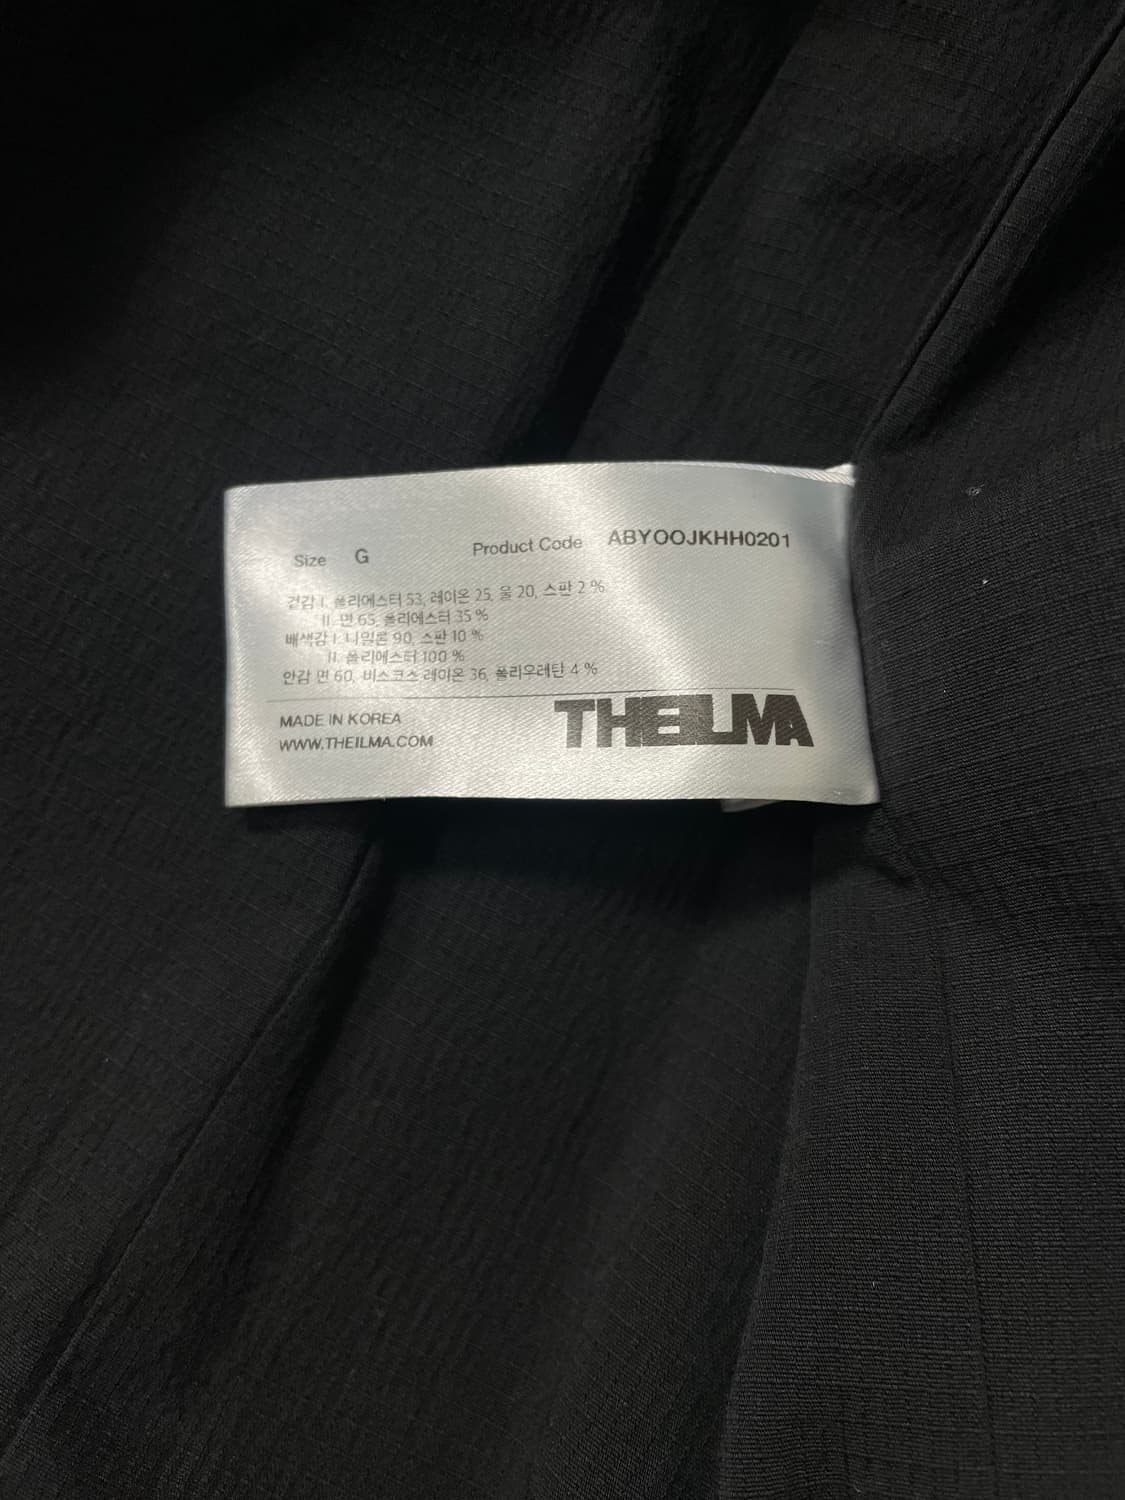 Size G Product Code ABYOOJKHH0201
겉감 I. 폴리에스터 53, 레이온 25, 울 20, 스판 2 %
II. 면 65, 폴리에스터 35 %
배색감 I. 나일론 90, 스판 10 %
II. 폴리에스터 100 %
안감 면 60, 비스코스 레이온 36, 폴리우레탄 4 %
MADE IN KOREA
WWW.THEILMA.COM
THEILMA